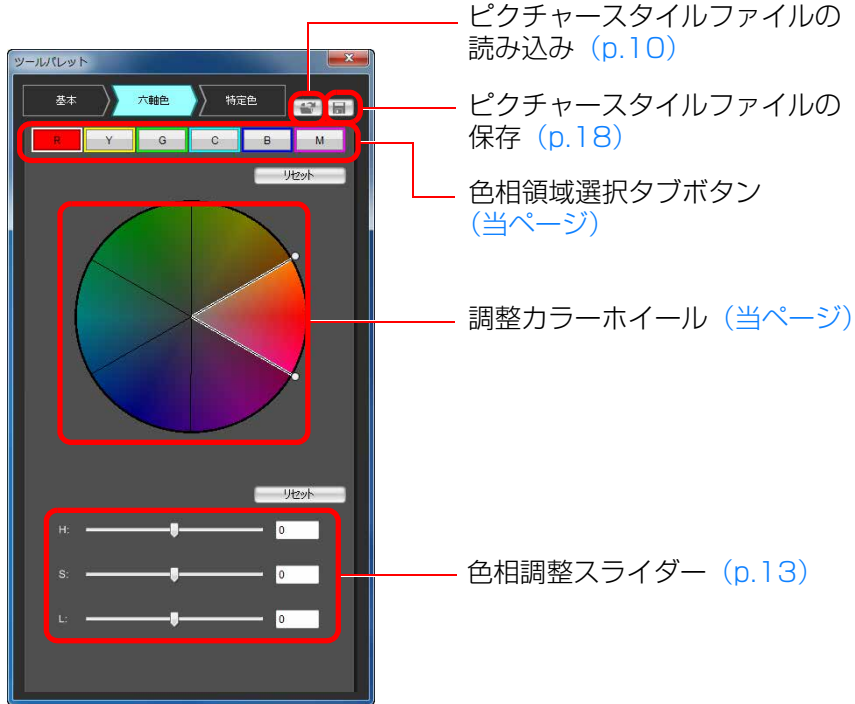 ピクチャースタイルファイルの
読み込み（p.10）
ツールパレット
基本 六軸色 特定色
ピクチャースタイルファイルの
保存（p.18）
R Y G C B M
色相領域選択タブボタン
（当ページ）
リセット
調整カラーホイール（当ページ）
リセット
H: 0
S: 0
色相調整スライダー（p.13）
L: 0